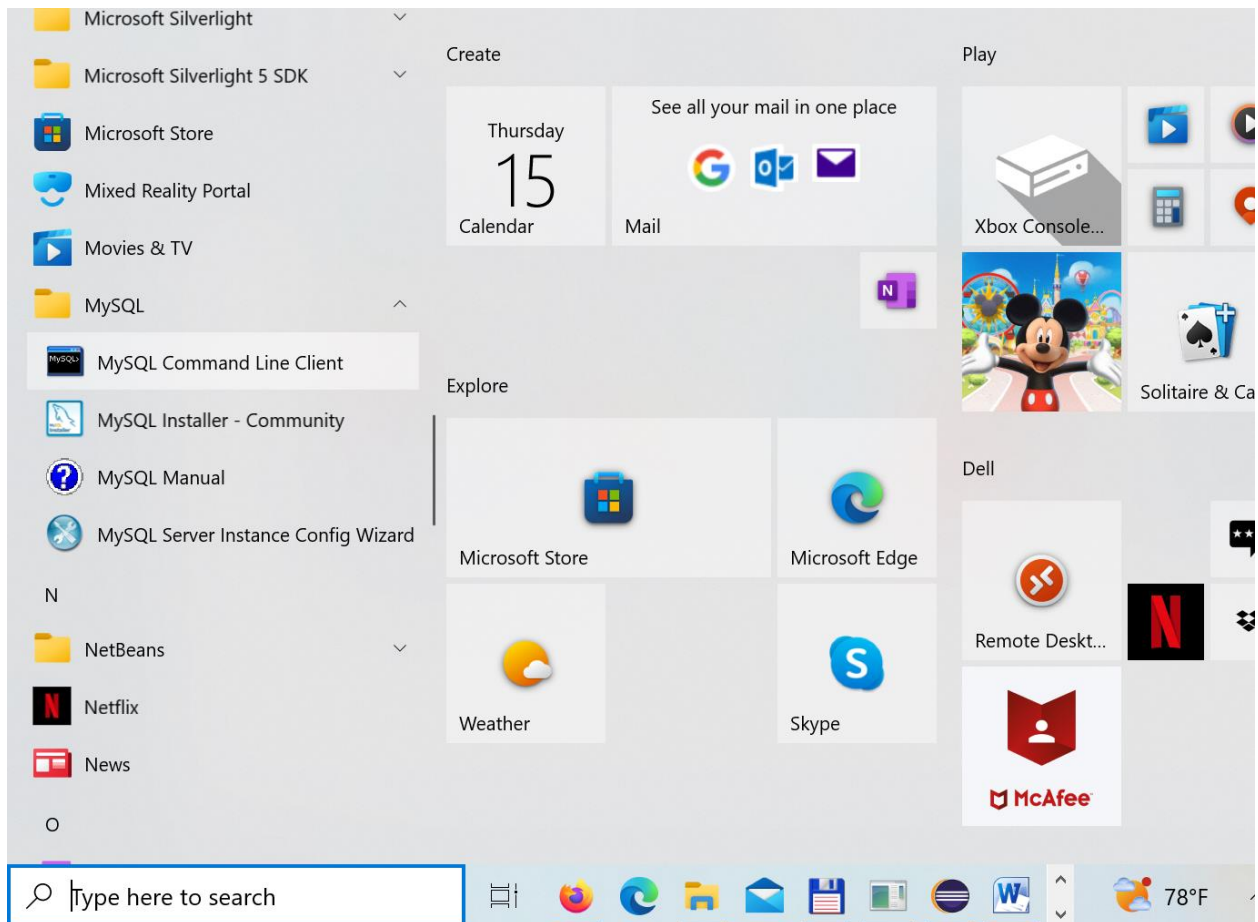 Microsoft Silverlight
Microsoft Silverlight 5 SDK
Microsoft Store
Mixed Reality Portal
Movies & TV
MySQL
MySQL>
MySQL Command Line Client
MySQL Installer - Community
MySQL Manual
MySQL Server Instance Config Wizard
N
NetBeans
Netflix
News
O
Create
Thursday
15
Calendar
See all your mail in one place
Mail
Explore
Microsoft Store
Microsoft Edge
Weather
Skype
Play
Xbox Console...
Solitaire & Ca
Dell
Remote Deskt...
McAfee
Type here to search
78°F